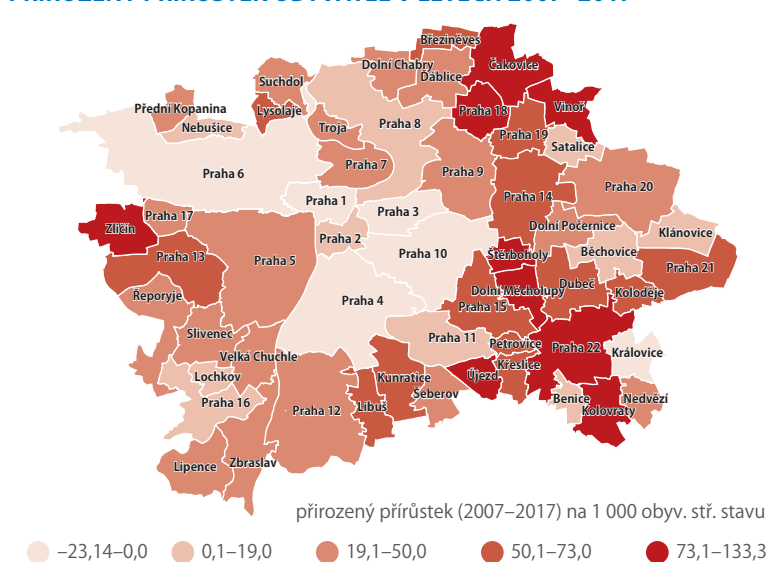 PŘIROZENÝ PŘÍRŮSTEK OBYVATEL V LETECH 2007–2017
Březiněves
Dolní Chabry
Čakovice
Ďáblice
Suchdol
Přední Kopanina
Lysolaje
Praha 18
Vinoř
Nebušice
Troja
Praha 8
Praha 19
Satalice
Praha 7
Praha 6
Praha 9
Praha 20
Praha 14
Praha 1
Praha 17
Praha 3
Zličín
Dolní Počernice
Klánovice
Praha 2
Praha 13
Praha 5
Praha 10
Štěrboholy
Běchovice
Praha 21
Řeporyje
Praha 4
Dolní Měcholupy
Dubeč
Koloděje
Praha 15
Slivenec
Praha 11
Petrovice
Praha 22
Královice
Velká Chuchle
Křeslice
Lochkov
Kunratice
Újezd
Praha 16
Praha 12
Libuš
Šeberov
Benice
Nedvězí
Kolovraty
Lipence
Zbraslav
přirozený přírůstek (2007–2017) na 1 000 obyv. stř. stavu
–23,14–0,0
0,1–19,0
19,1–50,0
50,1–73,0
73,1–133,3